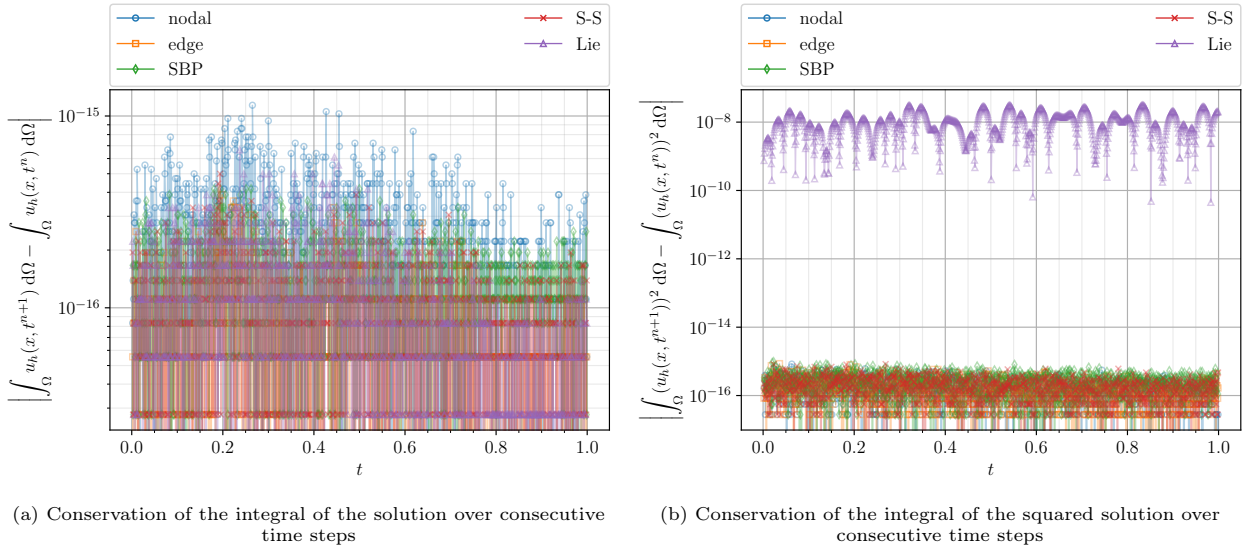 nodal
edge
SBP
S-S
Lie
|∫_Ω u_h(x, t^{n+1}) dΩ − ∫_Ω u_h(x, t^n) dΩ|
10^{−15}
10^{−16}
0.0 0.2 0.4 0.6 0.8 1.0
t
(a) Conservation of the integral of the solution over consecutive
time steps
nodal
edge
SBP
S-S
Lie
|∫_Ω (u_h(x, t^{n+1}))^2 dΩ − ∫_Ω (u_h(x, t^n))^2 dΩ|
10^{−8}
10^{−10}
10^{−12}
10^{−14}
10^{−16}
0.0 0.2 0.4 0.6 0.8 1.0
t
(b) Conservation of the integral of the squared solution over
consecutive time steps